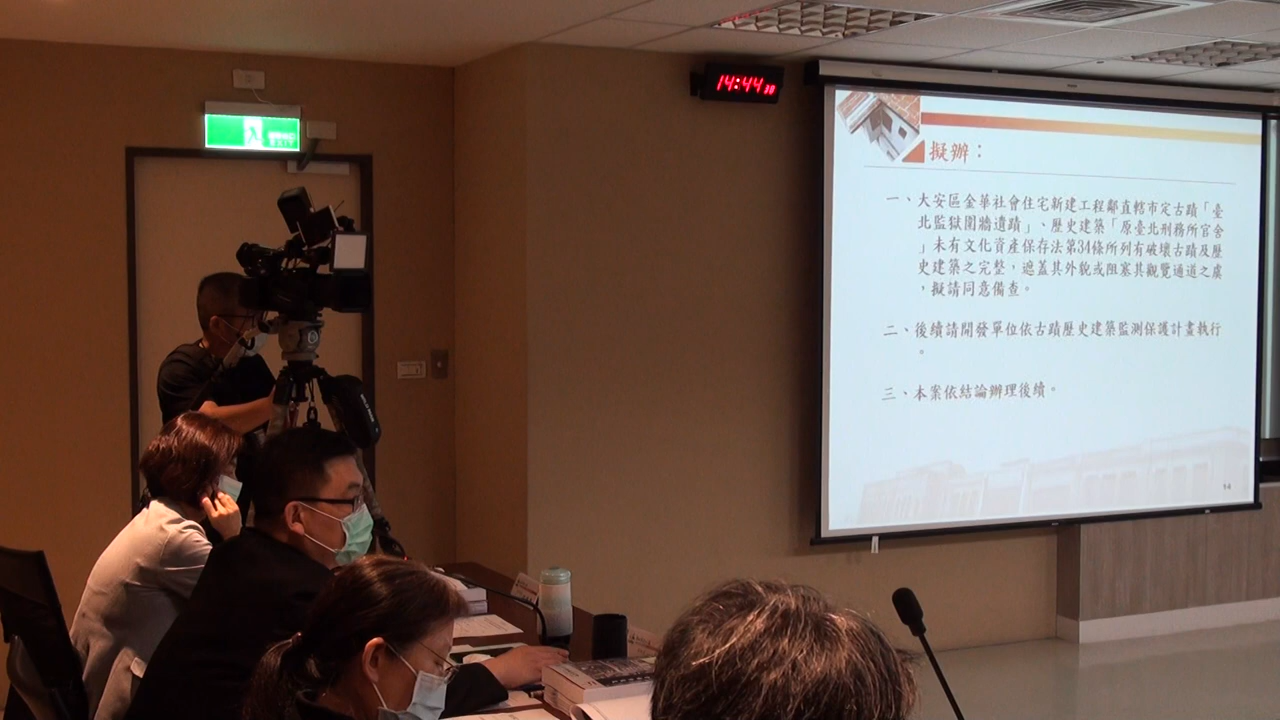 14:44 30
擬辦：
一、大安區金華社會住宅新建工程鄰直轄市定古蹟「臺
北監獄圍牆遺蹟」、歷史建築「原臺北刑務所官舍
」未有文化資產保存法第34條所列有破壞古蹟及歷
史建築之完整，遮蓋其外貌或阻塞其觀覽通道之虞
，擬請同意備查。
二、後續請開發單位依古蹟歷史建築監測保護計畫執行
。
三、本案依結論辦理後續。
14